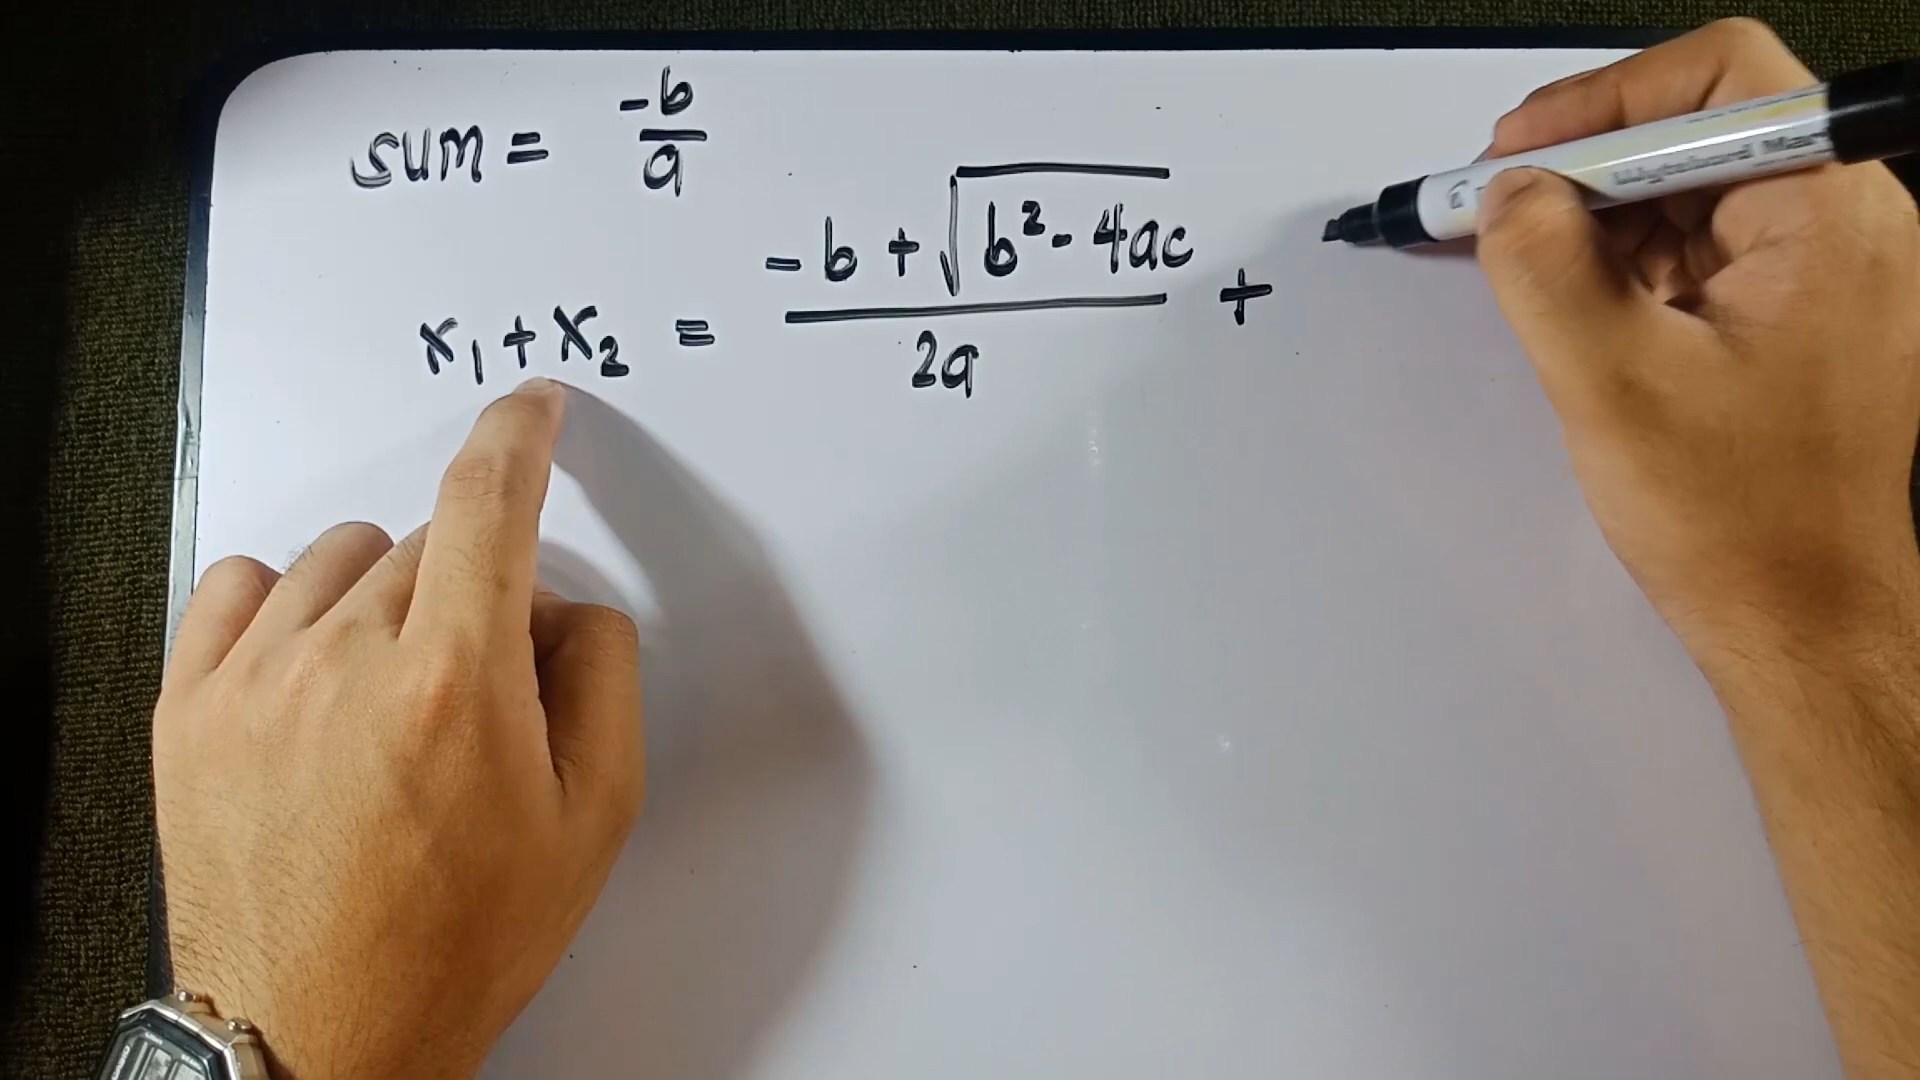 sum = -b/a
x₁ + x₂ = (-b + √(b² - 4ac))/2a +